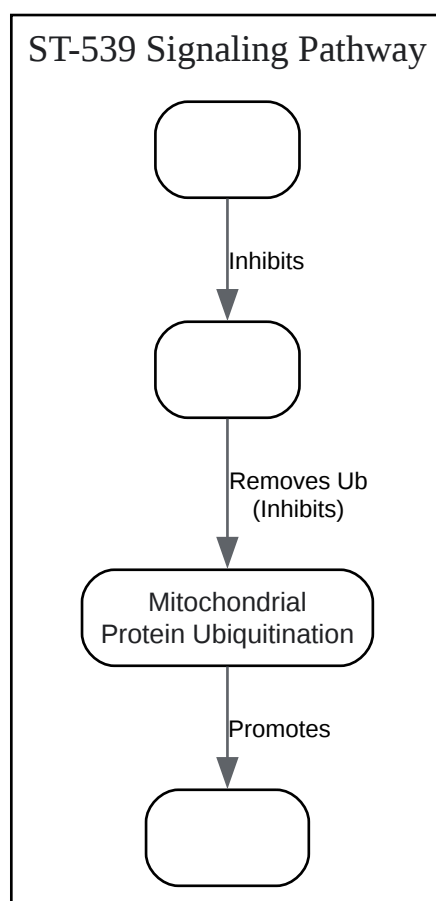 ST-539 Signaling Pathway
Inhibits
Removes Ub
(Inhibits)
Mitochondrial
Protein Ubiquitination
Promotes